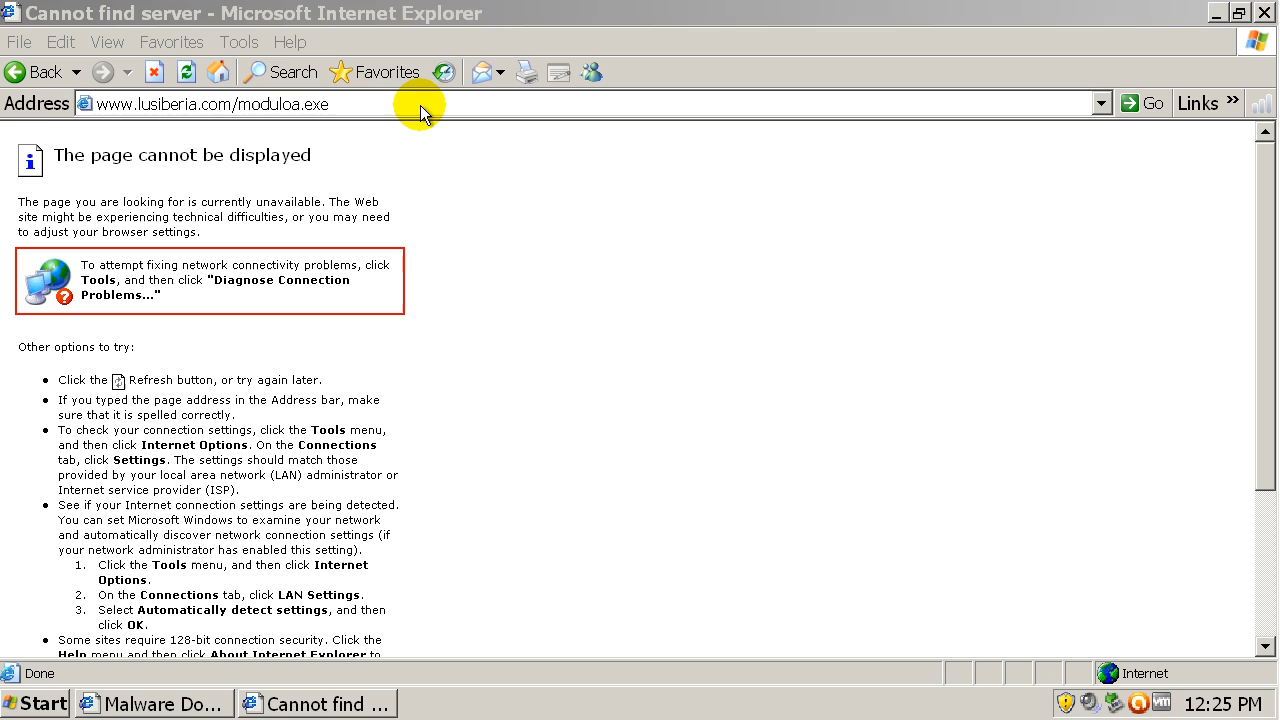 Cannot find server - Microsoft Internet Explorer
File Edit View Favorites Tools Help
Back Search Favorites
Address www.lusiberia.com/moduloa.exe Go Links »
The page cannot be displayed
The page you are looking for is currently unavailable. The Web
site might be experiencing technical difficulties, or you may need
to adjust your browser settings.
To attempt fixing network connectivity problems, click
Tools, and then click "Diagnose Connection
Problems..."
Other options to try:
• Click the Refresh button, or try again later.
• If you typed the page address in the Address bar, make
sure that it is spelled correctly.
• To check your connection settings, click the Tools menu,
and then click Internet Options. On the Connections
tab, click Settings. The settings should match those
provided by your local area network (LAN) administrator or
Internet service provider (ISP).
• See if your Internet connection settings are being detected.
You can set Microsoft Windows to examine your network
and automatically discover network connection settings (if
your network administrator has enabled this setting).
1. Click the Tools menu, and then click Internet
Options.
2. On the Connections tab, click LAN Settings.
3. Select Automatically detect settings, and then
click OK.
• Some sites require 128-bit connection security. Click the
Help menu and then click About Internet Explorer to
Done Internet
Start Malware Do... Cannot find ... 12:25 PM